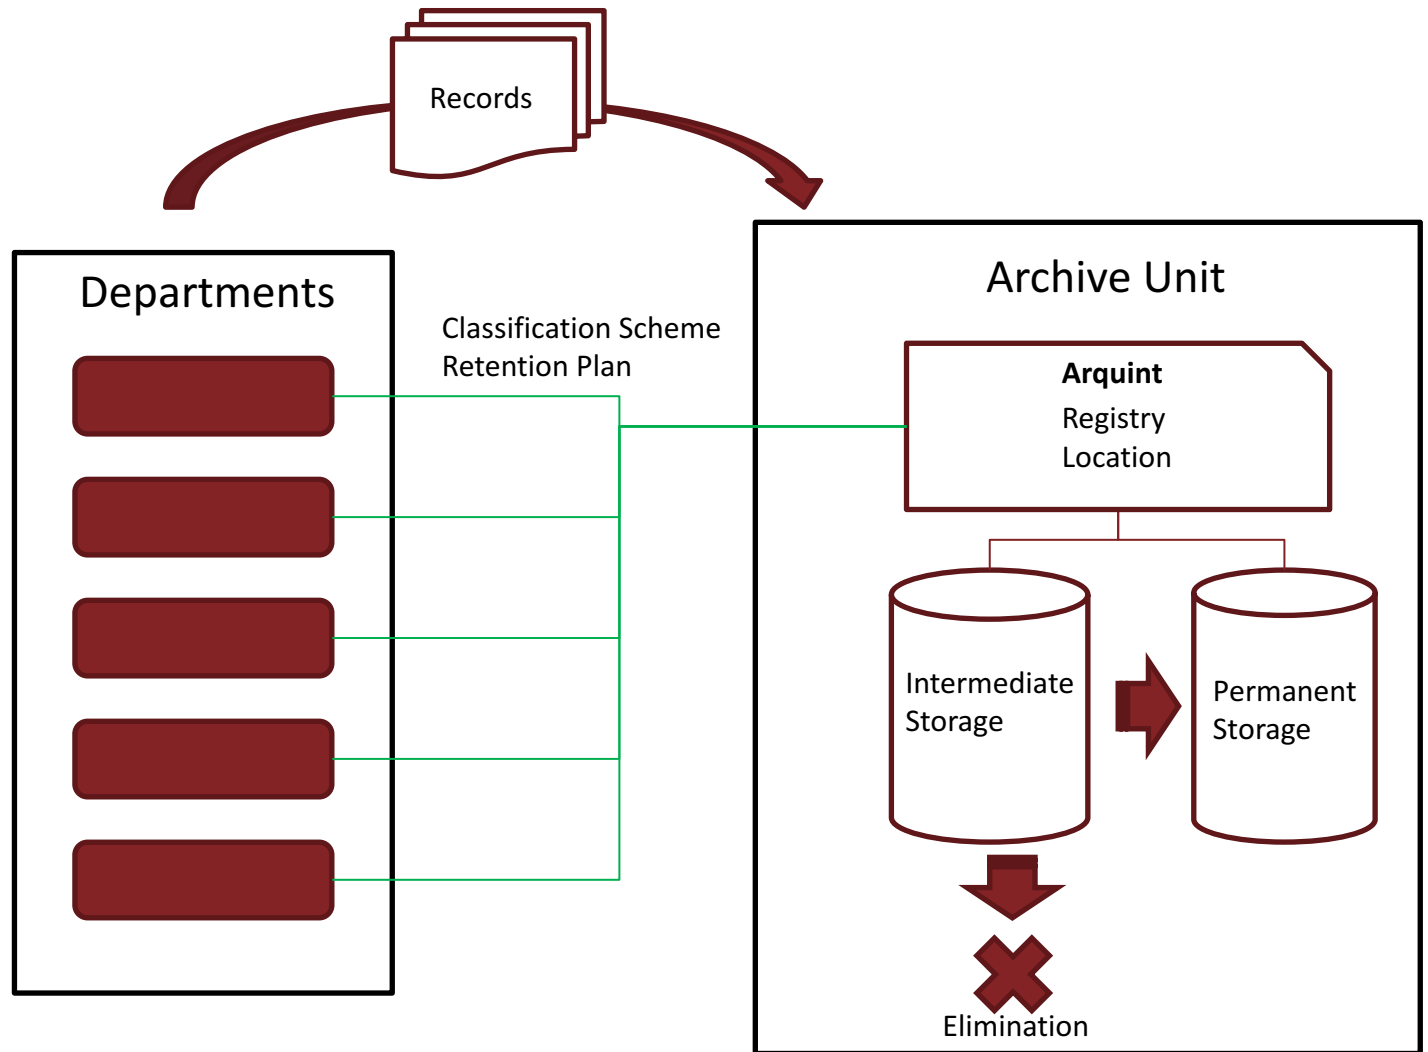 Records
Departments
Classification Scheme
Retention Plan
Archive Unit
Arquint
Registry
Location
Intermediate
Storage
Permanent
Storage
Elimination